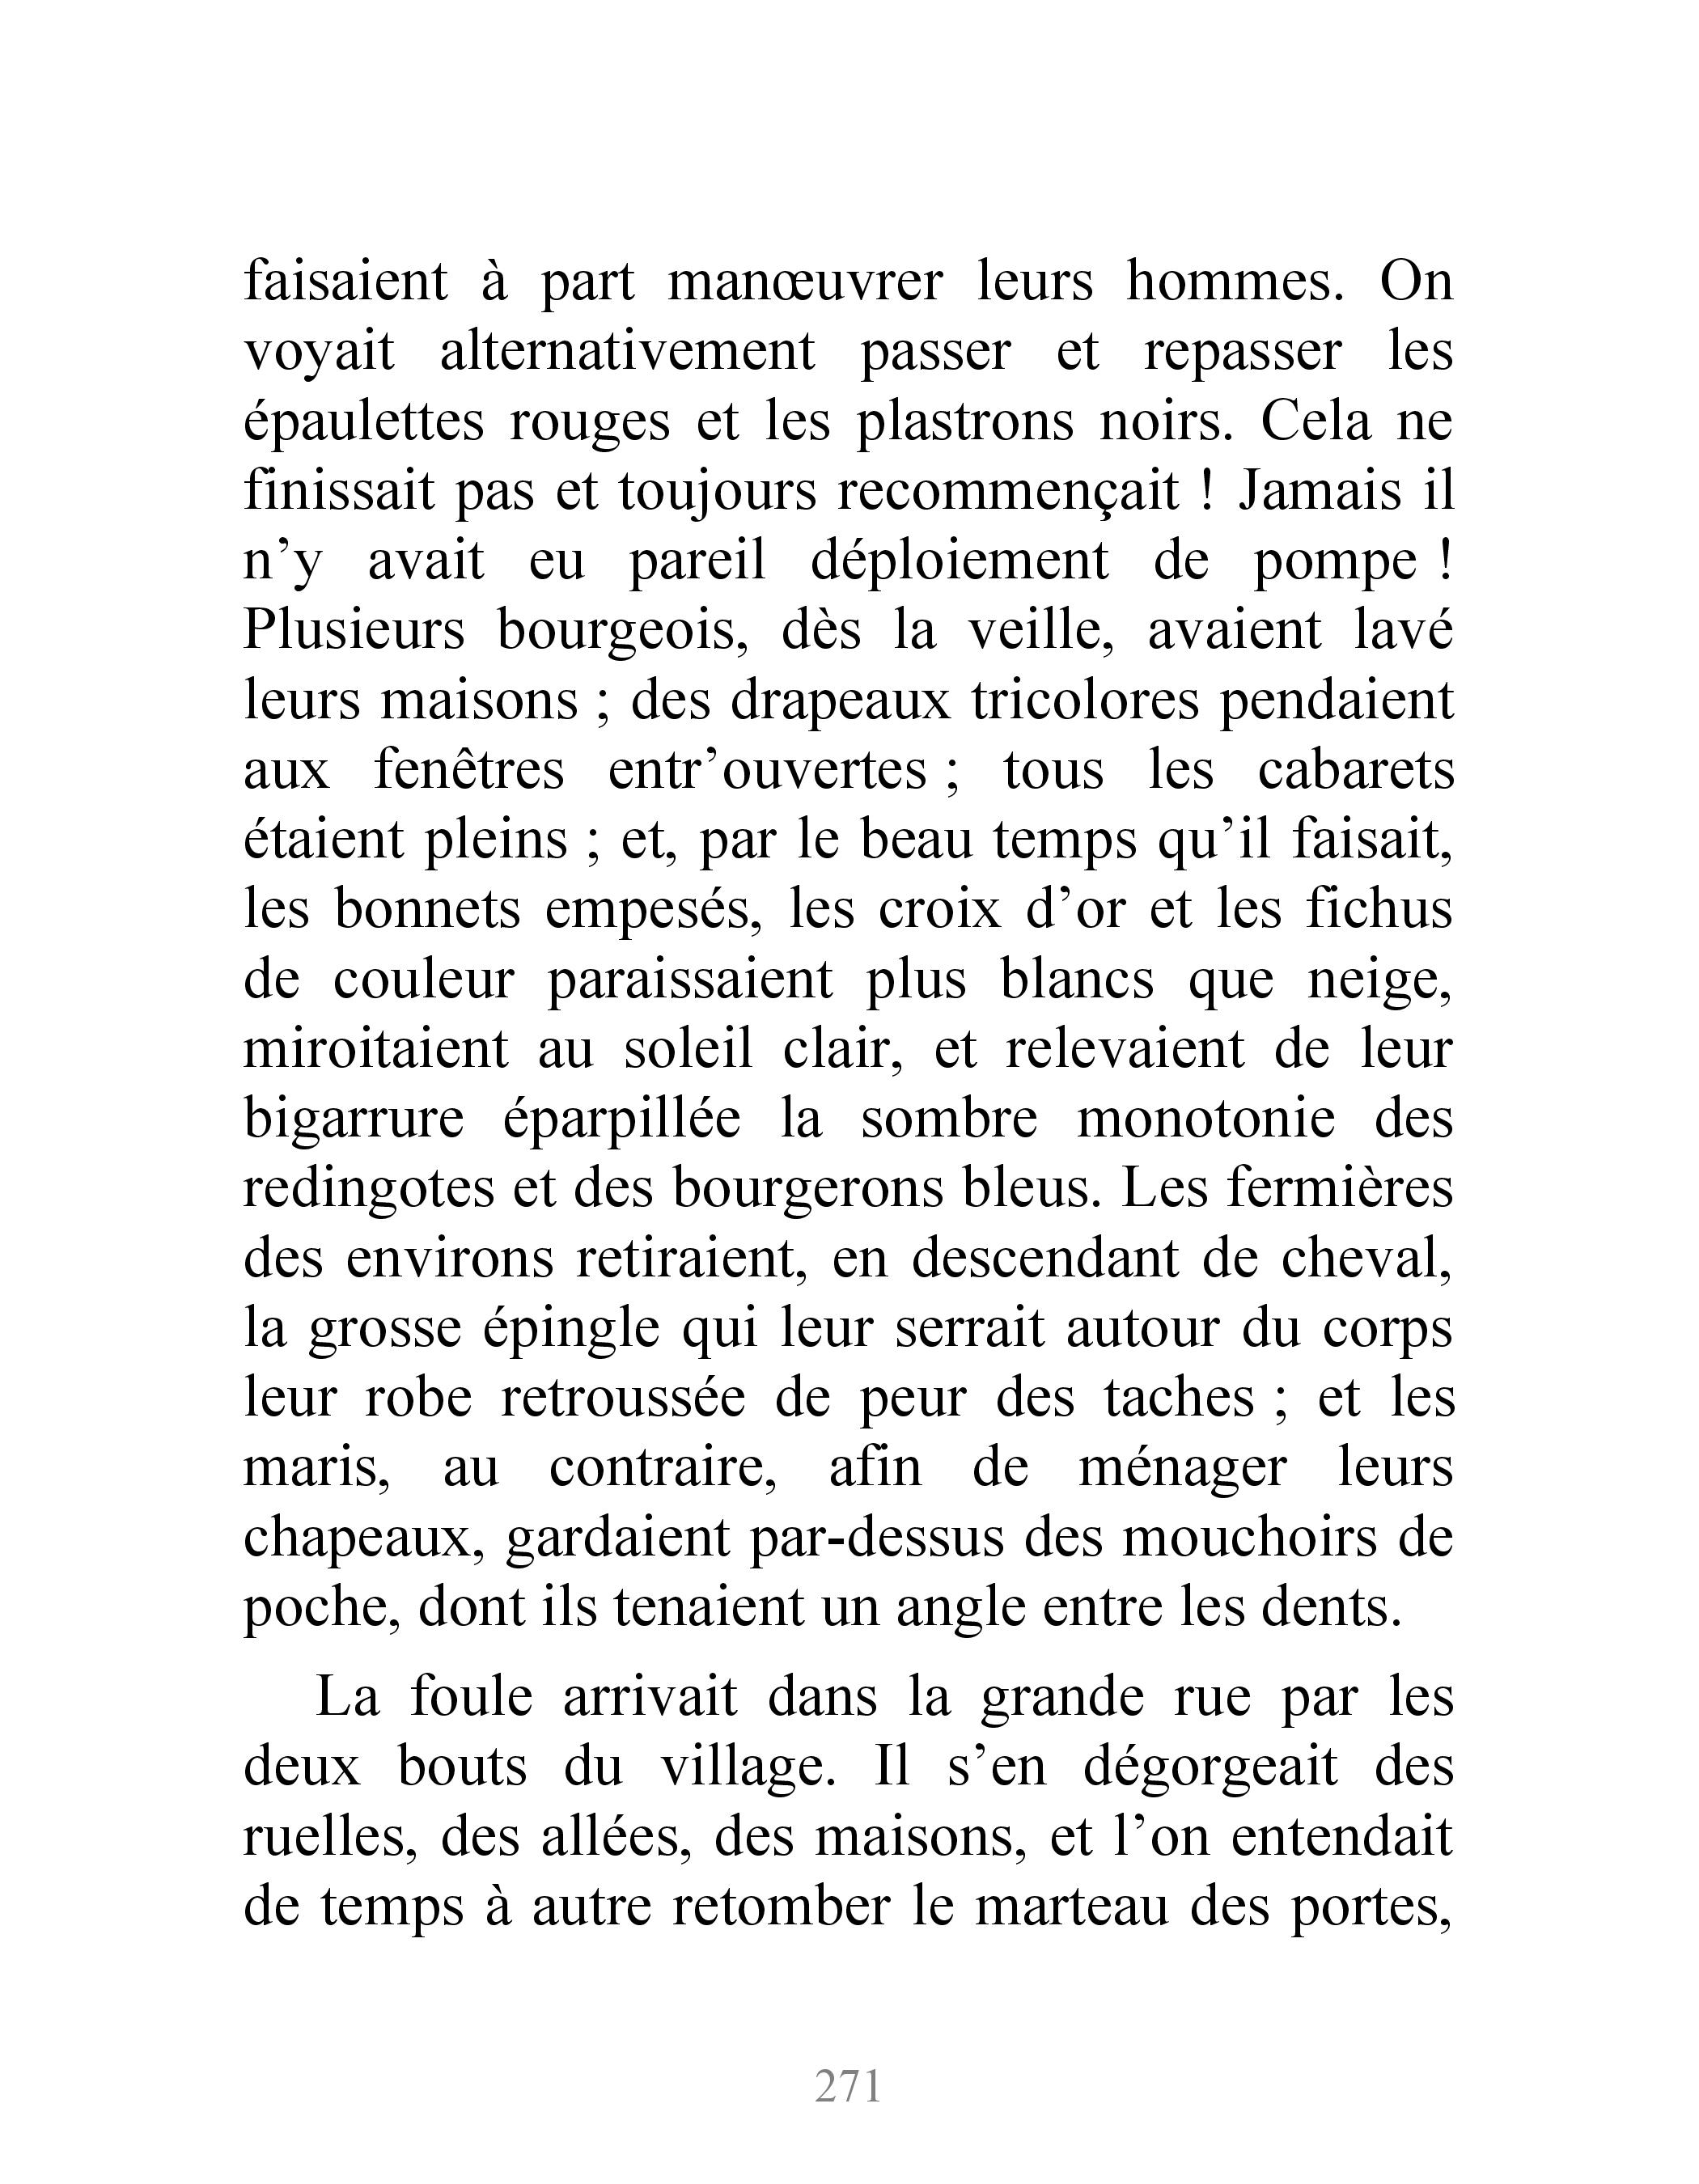 faisaient à part manœuvrer leurs hommes. On
voyait alternativement passer et repasser les
épaulettes rouges et les plastrons noirs. Cela ne
finissait pas et toujours recommençait ! Jamais il
n’y avait eu pareil déploiement de pompe !
Plusieurs bourgeois, dès la veille, avaient lavé
leurs maisons ; des drapeaux tricolores pendaient
aux fenêtres entr’ouvertes ; tous les cabarets
étaient pleins ; et, par le beau temps qu’il faisait,
les bonnets empesés, les croix d’or et les fichus
de couleur paraissaient plus blancs que neige,
miroitaient au soleil clair, et relevaient de leur
bigarrure éparpillée la sombre monotonie des
redingotes et des bourgerons bleus. Les fermières
des environs retiraient, en descendant de cheval,
la grosse épingle qui leur serrait autour du corps
leur robe retroussée de peur des taches ; et les
maris, au contraire, afin de ménager leurs
chapeaux, gardaient par-dessus des mouchoirs de
poche, dont ils tenaient un angle entre les dents.
La foule arrivait dans la grande rue par les
deux bouts du village. Il s’en dégorgeait des
ruelles, des allées, des maisons, et l’on entendait
de temps à autre retomber le marteau des portes,
271